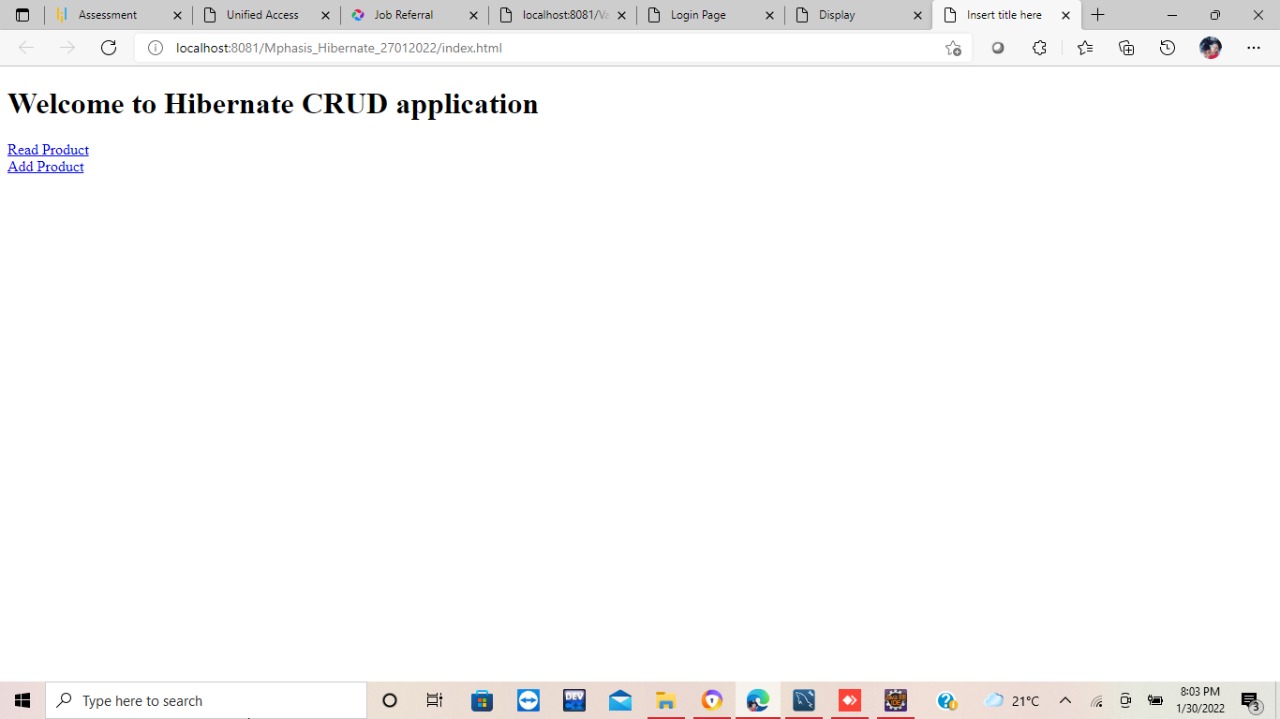 Assessment
Unified Access
Job Referral
localhost:8081/Va
Login Page
Display
Insert title here
localhost:8081/Mphasis_Hibernate_27012022/index.html
Welcome to Hibernate CRUD application
Read Product
Add Product
Type here to search
DEV
21°C
8:03 PM
1/30/2022
3